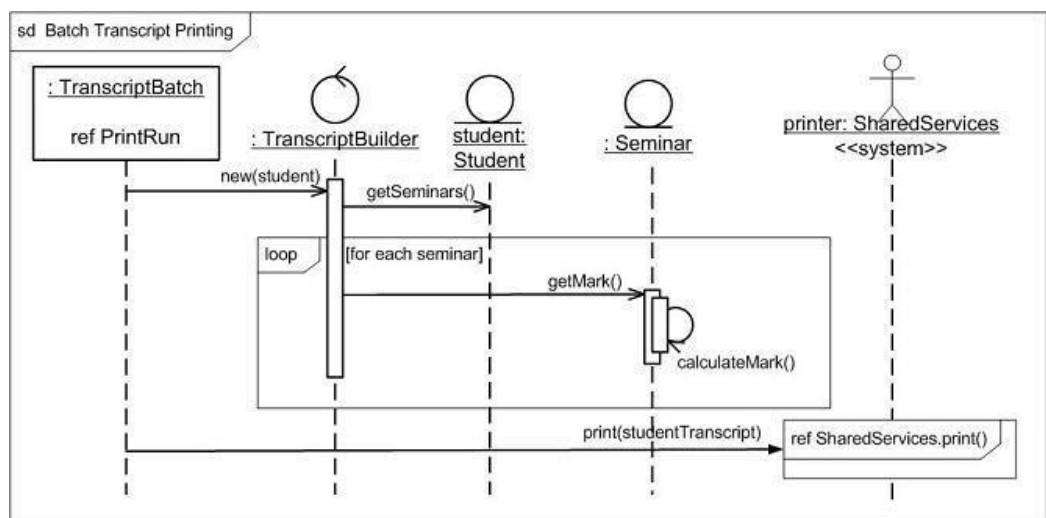 sd Batch Transcript Printing
: TranscriptBatch
ref PrintRun
: TranscriptBuilder
student:
Student
: Seminar
printer: SharedServices
<<system>>
new(student)
getSeminars()
loop
[for each seminar]
getMark()
calculateMark()
print(studentTranscript)
ref SharedServices.print()